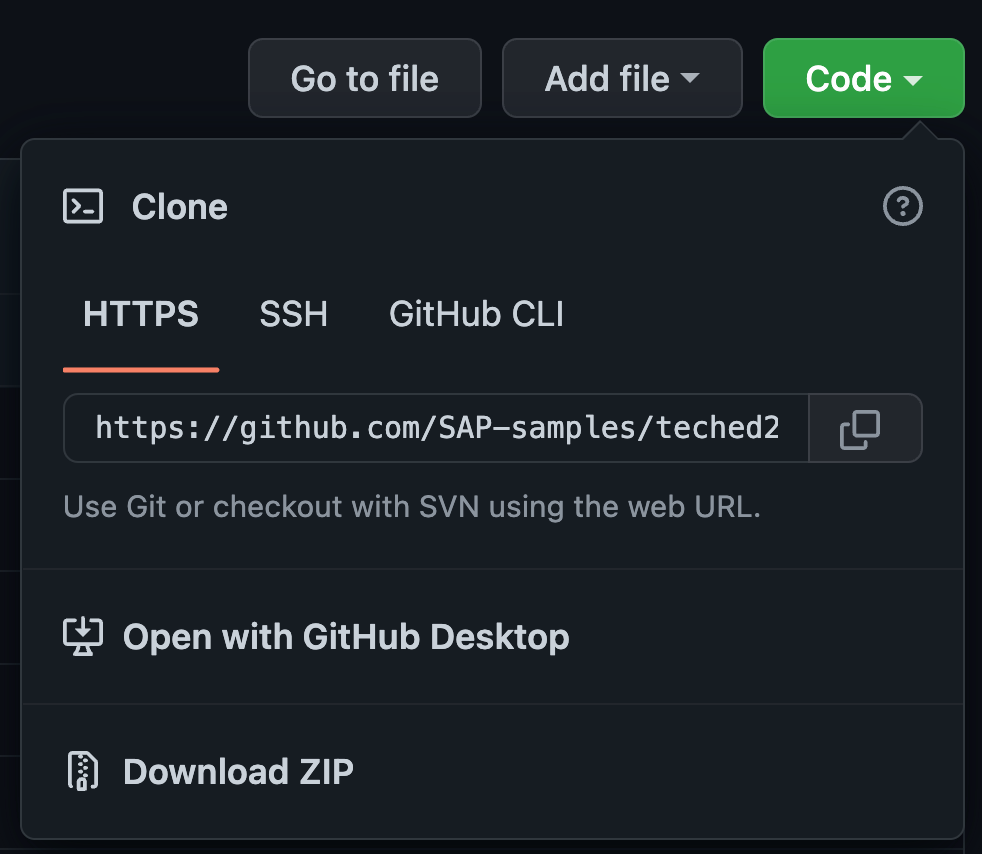 Go to file
Add file
Code
Clone
HTTPS
SSH
GitHub CLI
https://github.com/SAP-samples/teched2
Use Git or checkout with SVN using the web URL.
Open with GitHub Desktop
Download ZIP